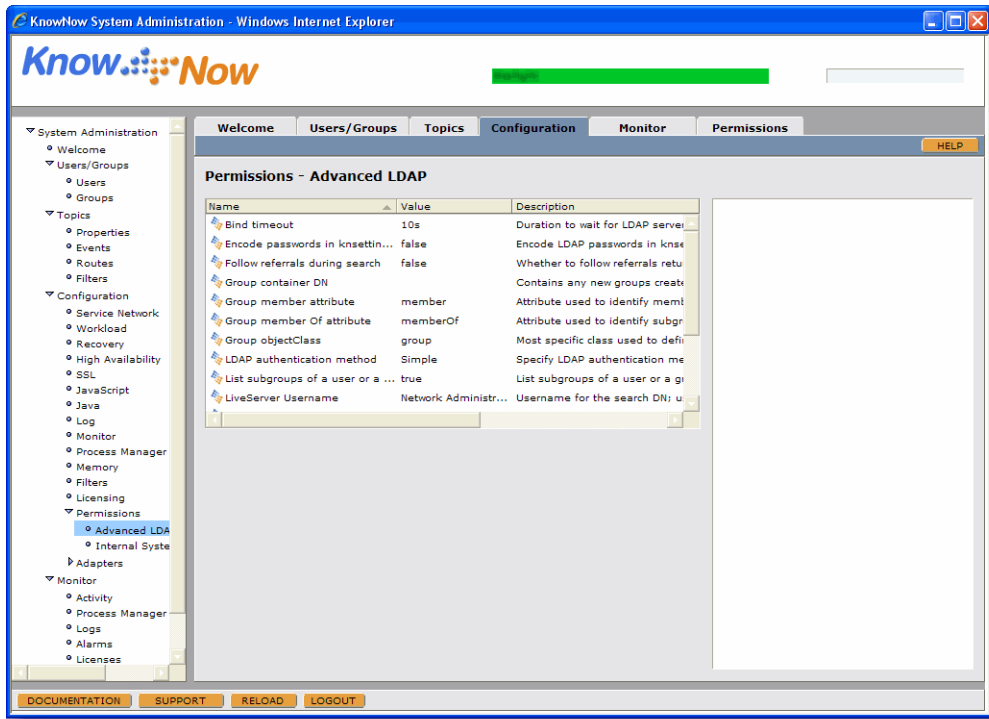 KnowNow System Administration - Windows Internet Explorer
Know Now
Welcome Users/Groups Topics Configuration Monitor Permissions
HELP
System Administration
Welcome
Users/Groups
Users
Groups
Topics
Properties
Events
Routes
Filters
Configuration
Service Network
Workload
Recovery
High Availability
SSL
JavaScript
Java
Log
Monitor
Process Manager
Memory
Filters
Licensing
Permissions
Advanced LDA
Internal Syste
Adapters
Monitor
Activity
Process Manager
Logs
Alarms
Licenses
Permissions - Advanced LDAP
Name Value Description
Bind timeout 10s Duration to wait for LDAP server
Encode passwords in knsettin... false Encode LDAP passwords in knse
Follow referrals during search false Whether to follow referrals retu
Group container DN Contains any new groups create
Group member attribute member Attribute used to identify memb
Group member Of attribute memberOf Attribute used to identify subgr
Group objectClass group Most specific class used to defi
LDAP authentication method Simple Specify LDAP authentication me
List subgroups of a user or a ... true List subgroups of a user or a g
LiveServer Username Network Administr... Username for the search DN; u
DOCUMENTATION SUPPORT RELOAD LOGOUT